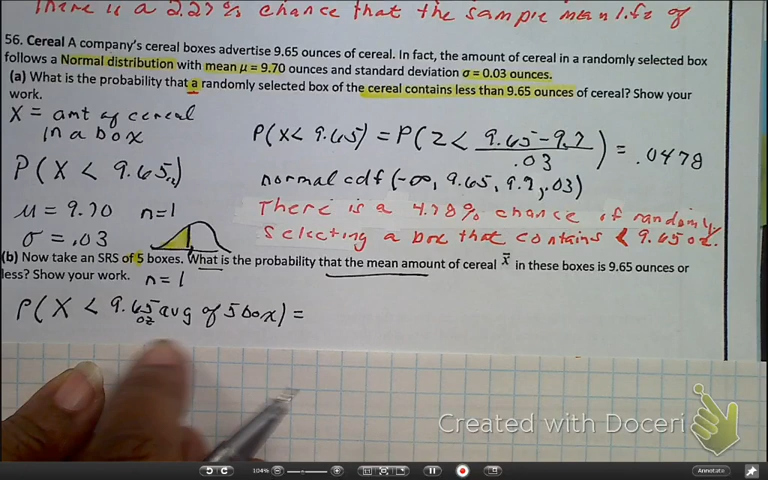 There is a 2.27% chance that the sample mean life of
56. Cereal A company's cereal boxes advertise 9.65 ounces of cereal. In fact, the amount of cereal in a randomly selected box
follows a Normal distribution with mean μ = 9.70 ounces and standard deviation σ = 0.03 ounces.
(a) What is the probability that a randomly selected box of the cereal contains less than 9.65 ounces of cereal? Show your
work.
X = amt of cereal
in a box
P(X < 9.65)
μ = 9.70 n=1
σ = .03
P(X < 9.65) = P(Z < 9.65-9.7 / .03) = .0478
normal cdf (-∞, 9.65, 9.7, .03)
There is a 4.78% chance of randomly
selecting a box that contains < 9.65 oz.
(b) Now take an SRS of 5 boxes. What is the probability that the mean amount of cereal x̄ in these boxes is 9.65 ounces or
less? Show your work. n = 1
P(X < 9.65 avg of 5 box) =
oz
Created with Doceri
104%
Annotate